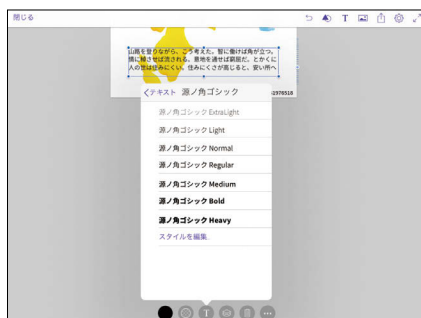 閉じる
T
山路を登りながら、こう考えた。智に働けば角が立つ。
情に棹させば流される。意地を通せば窮屈だ。とかくに
人の世は住みにくい。住みにくさが高じると、安い所へ
テキスト 源ノ角ゴシック
32978518
源ノ角ゴシック ExtraLight
源ノ角ゴシック Light
源ノ角ゴシック Normal
源ノ角ゴシック Regular
源ノ角ゴシック Medium
源ノ角ゴシック Bold
源ノ角ゴシック Heavy
スタイルを編集
T